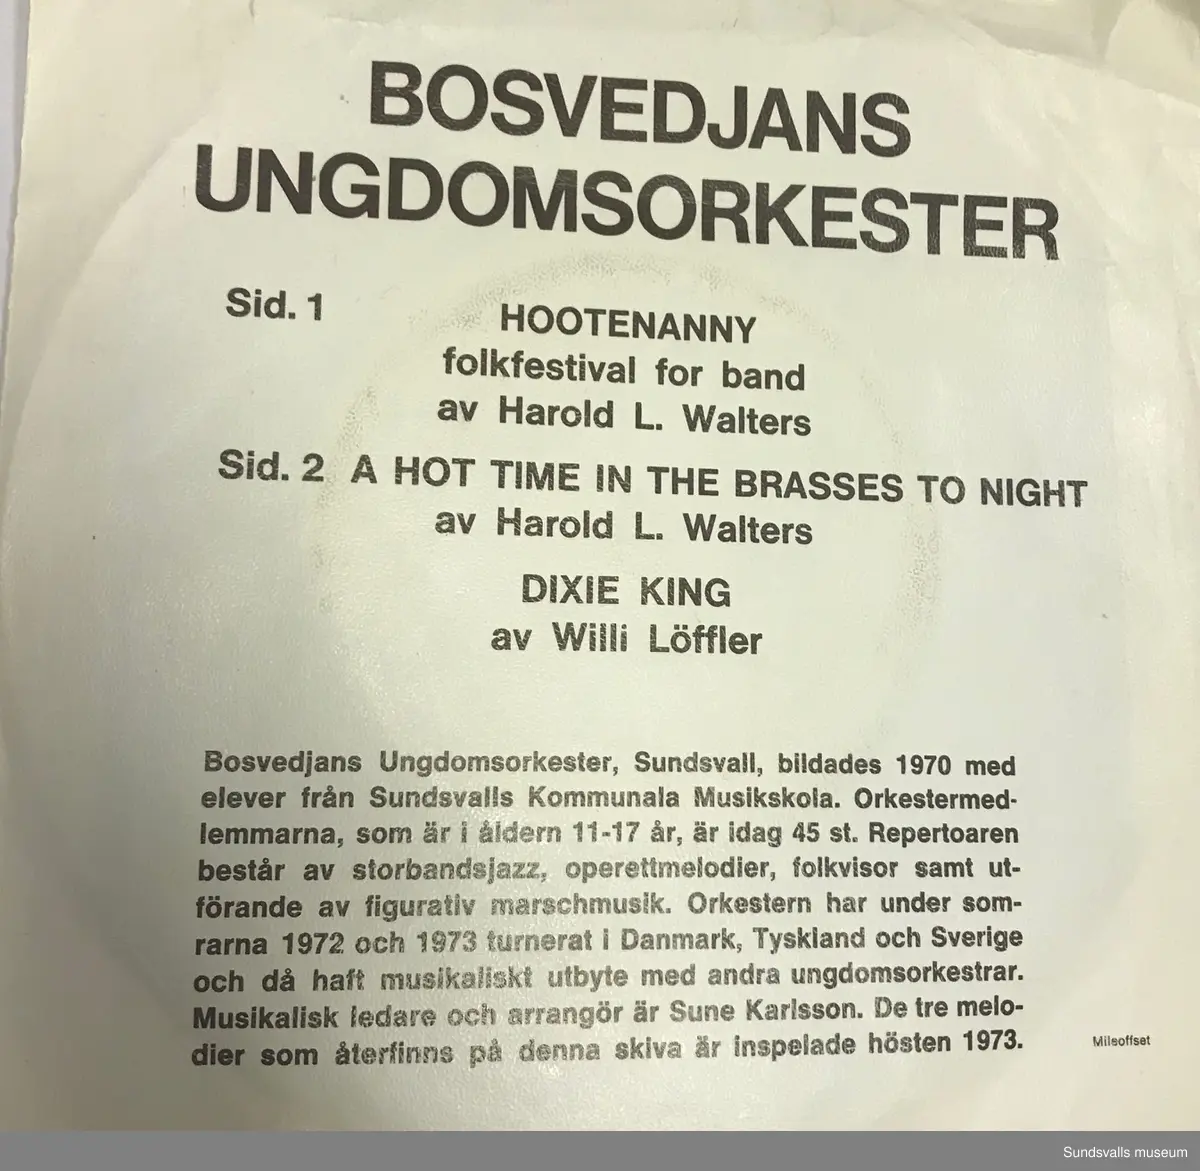 BOSVEDJANS
UNGDOMSORKESTER
Sid. 1 HOOTENANNY
folkfestival for band
av Harold L. Walters
Sid. 2 A HOT TIME IN THE BRASSES TO NIGHT
av Harold L. Walters
DIXIE KING
av Willi Löffler
Bosvedjans Ungdomsorkester, Sundsvall, bildades 1970 med
elever från Sundsvalls Kommunala Musikskola. Orkestermed-
lemmarna, som är i åldern 11-17 år, är idag 45 st. Repertoaren
består av storbandsjazz, operettmelodier, folkvisor samt ut-
förande av figurativ marschmusik. Orkestern har under som-
rarna 1972 och 1973 turnerat i Danmark, Tyskland och Sverige
och då haft musikaliskt utbyte med andra ungdomsorkestrar.
Musikalisk ledare och arrangör är Sune Karlsson. De tre melo-
dier som återfinns på denna skiva är inspelade hösten 1973.
Mileoffset
Sundsvalls museum